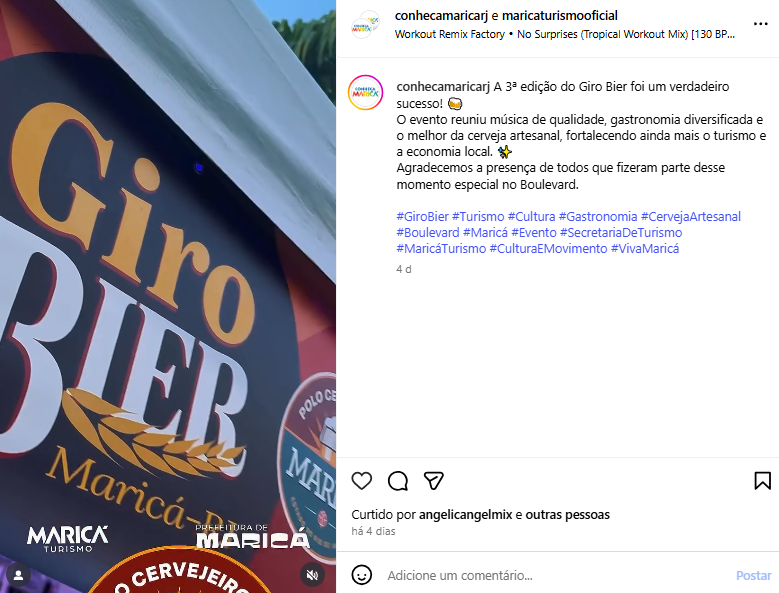 Giro
BIER
Maricá-
POLO CE
MAR
MARICÁ
TURISMO
PREFEITURA DE
MARICÁ
O CERVEJEIRO
conhecamaricarj e maricaturismooficial
Workout Remix Factory • No Surprises (Tropical Workout Mix) [130 BP...
CONHEÇA
MARICÁ
conhecamaricarj A 3ª edição do Giro Bier foi um verdadeiro
sucesso! 🍻
O evento reuniu música de qualidade, gastronomia diversificada e
o melhor da cerveja artesanal, fortalecendo ainda mais o turismo e
a economia local. ✨
Agradecemos a presença de todos que fizeram parte desse
momento especial no Boulevard.
#GiroBier #Turismo #Cultura #Gastronomia #CervejaArtesanal
#Boulevard #Maricá #Evento #SecretariaDeTurismo
#MaricáTurismo #CulturaEMovimento #VivaMaricá
4 d
Curtido por angelicangelmix e outras pessoas
há 4 dias
Adicione um comentário...
Postar